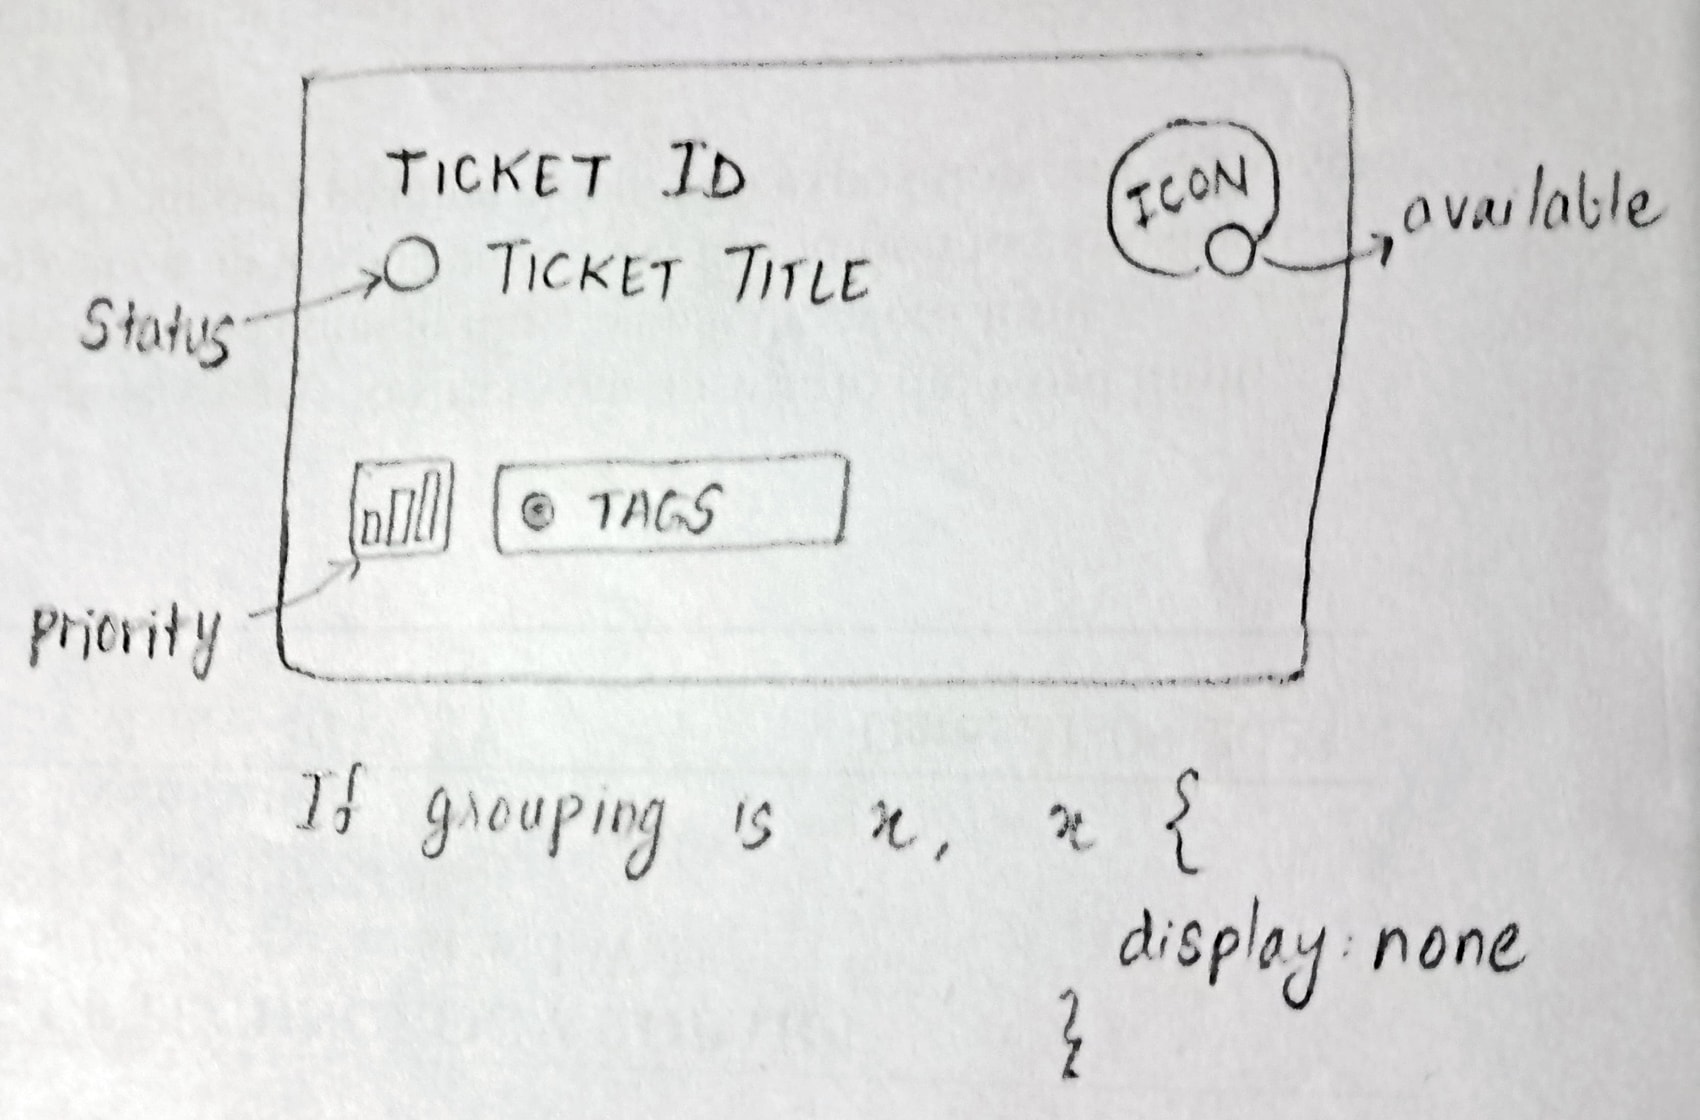 TICKET ID
ICON
available
TICKET TITLE
Status
TAGS
priority
If grouping is x, x {
display: none
}